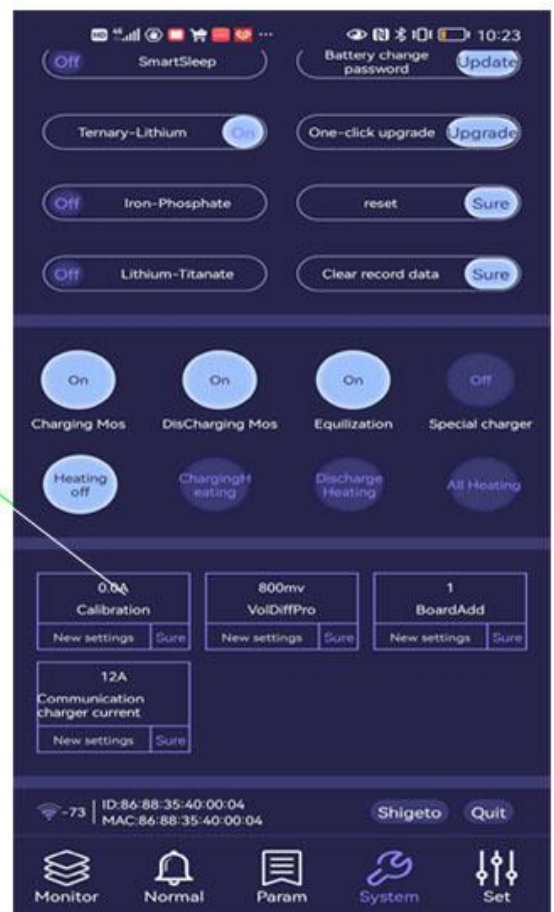 HD 10:23
Off SmartSleep
Battery change
password Update
Ternary-Lithium On
One-click upgrade Upgrade
Off Iron-Phosphate
reset Sure
Off Lithium-Titanate
Clear record data Sure
On On On Off
Charging Mos DisCharging Mos Equilization Special charger
Heating
off
ChargingH
eating
Discharge
Heating
All Heating
0.0A
Calibration
New settings Sure
800mv
VolDiffPro
New settings Sure
1
BoardAdd
New settings Sure
12A
Communication
charger current
New settings Sure
-73
ID:86:88:35:40:00:04
MAC:86:88:35:40:00:04
Shigeto Quit
Monitor Normal Param System Set